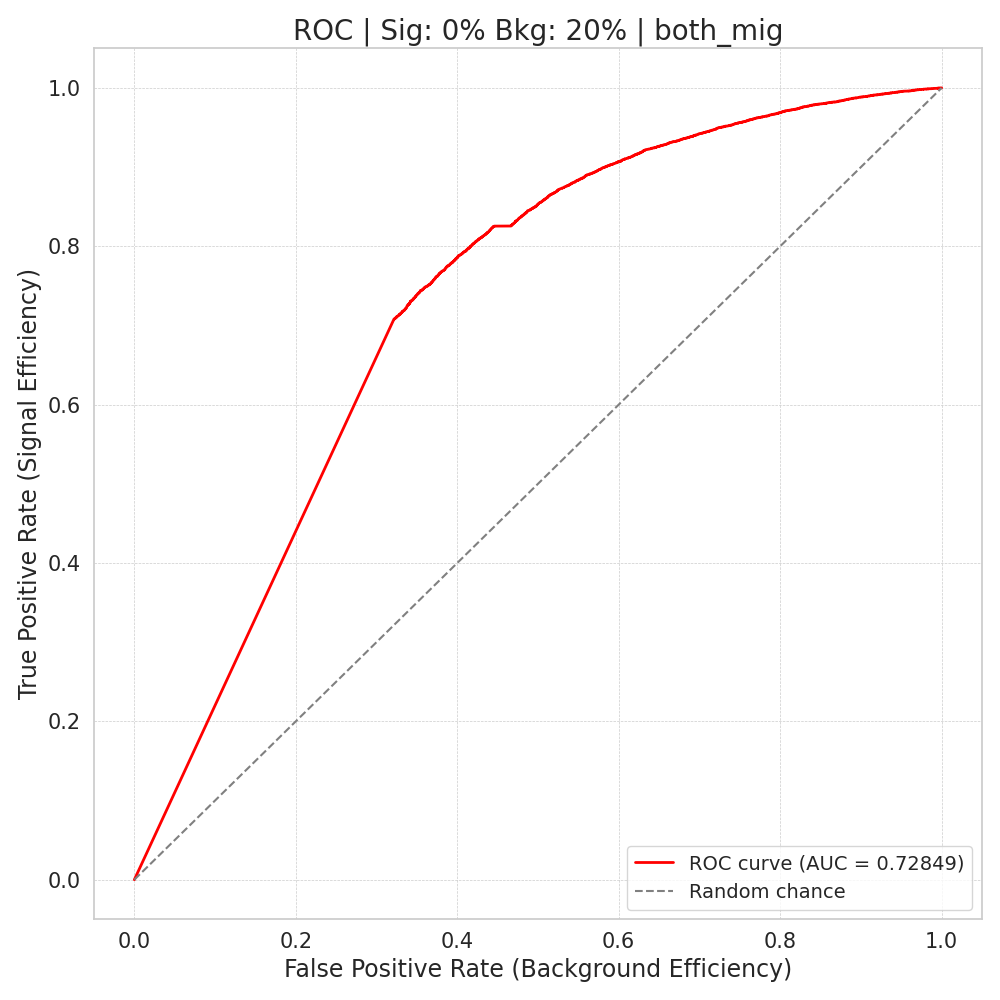 ROC | Sig: 0% Bkg: 20% | both_mig
True Positive Rate (Signal Efficiency)
1.0
0.8
0.6
0.4
0.2
0.0
0.0 0.2 0.4 0.6 0.8 1.0
False Positive Rate (Background Efficiency)
ROC curve (AUC = 0.72849)
Random chance